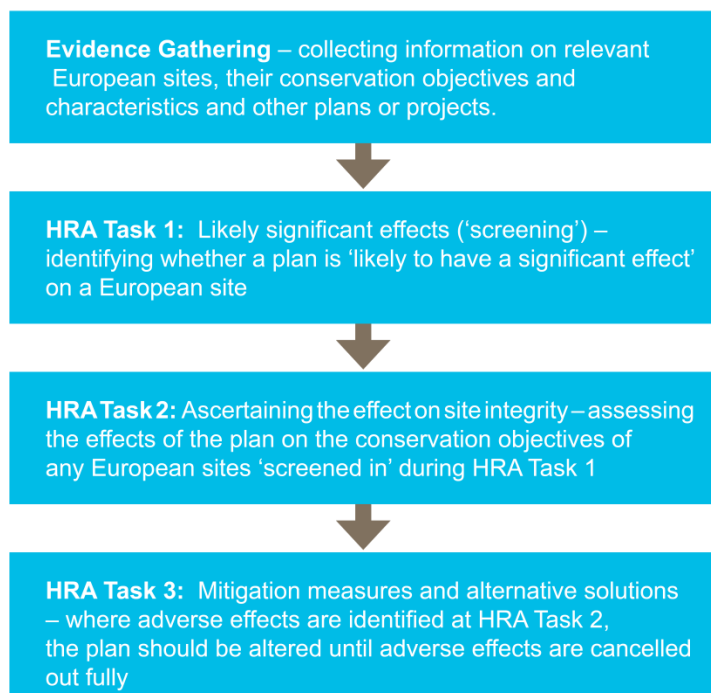 Evidence Gathering – collecting information on relevant
European sites, their conservation objectives and
characteristics and other plans or projects.
HRA Task 1: Likely significant effects (‘screening’) –
identifying whether a plan is ‘likely to have a significant effect’
on a European site
HRA Task 2: Ascertaining the effect on site integrity – assessing
the effects of the plan on the conservation objectives of
any European sites ‘screened in’ during HRA Task 1
HRA Task 3: Mitigation measures and alternative solutions
– where adverse effects are identified at HRA Task 2,
the plan should be altered until adverse effects are cancelled
out fully